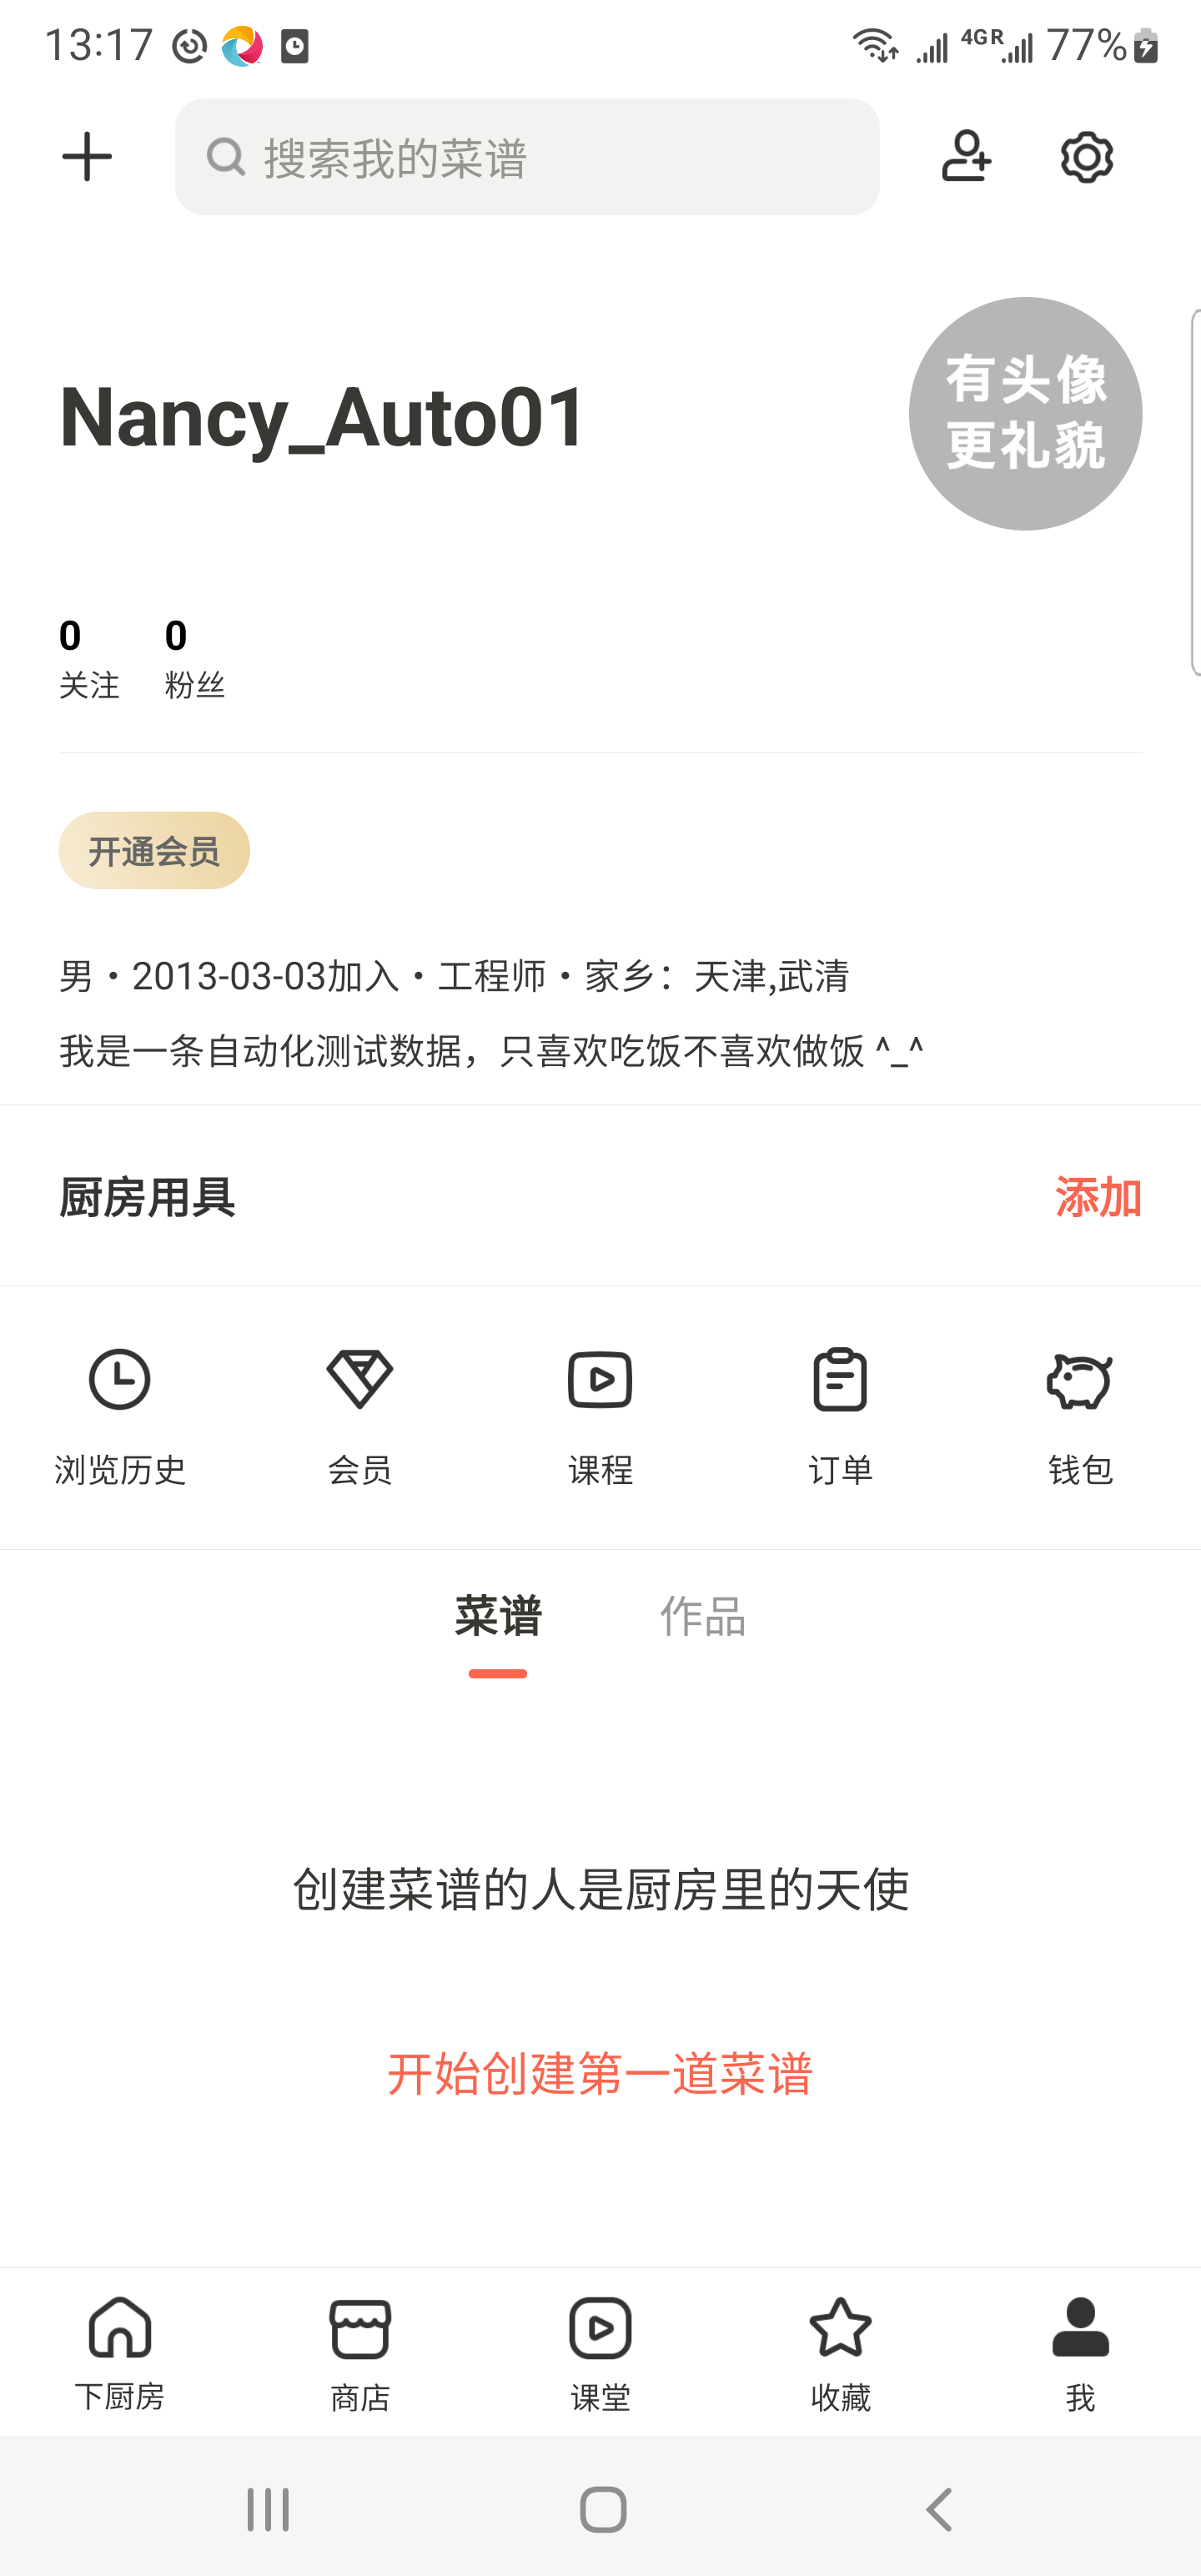 13:17
4GR
77%
搜索我的菜谱
有头像
更礼貌
Nancy_Auto01
0 0
关注 粉丝
开通会员
男・2013-03-03加入・工程师・家乡：天津,武清
我是一条自动化测试数据，只喜欢吃饭不喜欢做饭 ^_^
厨房用具 添加
浏览历史 会员 课程 订单 钱包
菜谱 作品
创建菜谱的人是厨房里的天使
开始创建第一道菜谱
下厨房 商店 课堂 收藏 我